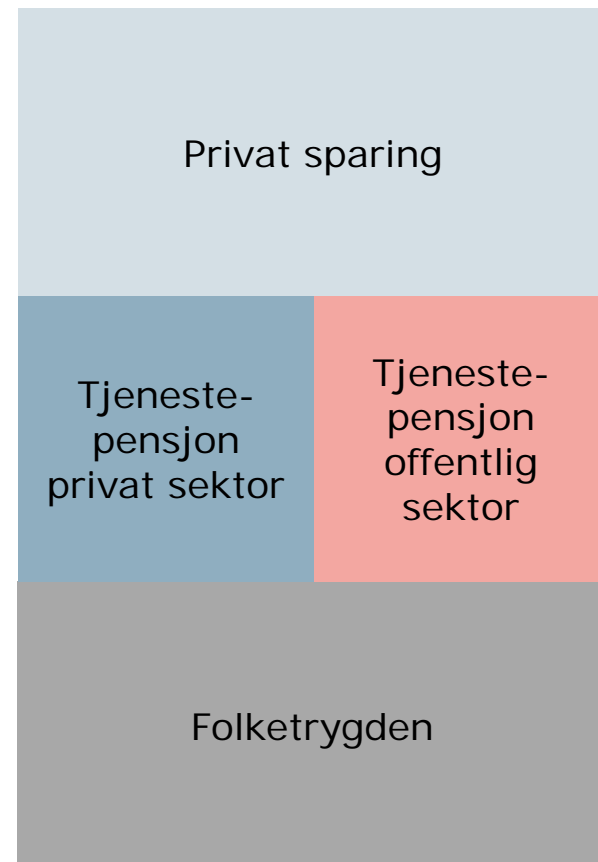 Privat sparing
Tjeneste-
pensjon
privat sektor
Tjeneste-
pensjon
offentlig
sektor
Folketrygden